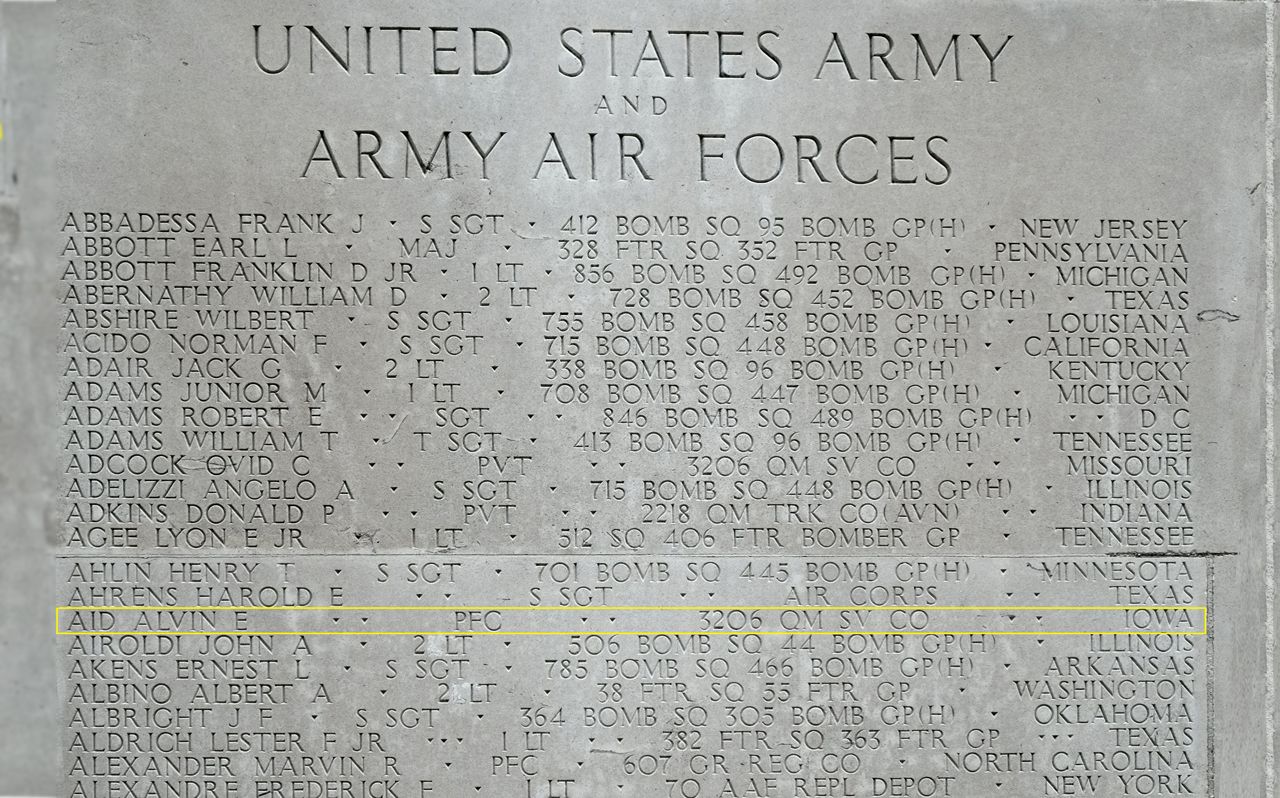 UNITED STATES ARMY
AND
ARMY AIR FORCES
ABBADESSA FRANK J · S SGT · 412 BOMB SQ 95 BOMB GP(H) · NEW JERSEY
ABBOTT EARL L · MAJ · 328 FTR SQ 352 FTR GP · PENNSYLVANIA
ABBOTT FRANKLIN D JR · 1 LT · 856 BOMB SQ 492 BOMB GP(H) · MICHIGAN
ABERNATHY WILLIAM D · 2 LT · 728 BOMB SQ 452 BOMB GP(H) · TEXAS
ABSHIRE WILBERT · S SGT · 755 BOMB SQ 458 BOMB GP(H) · LOUISIANA
ACIDO NORMAN F · S SGT · 715 BOMB SQ 448 BOMB GP(H) · CALIFORNIA
ADAIR JACK G · 2 LT · 338 BOMB SQ 96 BOMB GP(H) · KENTUCKY
ADAMS JUNIOR M · 1 LT · 708 BOMB SQ 447 BOMB GP(H) · MICHIGAN
ADAMS ROBERT E · · SGT · · 846 BOMB SQ 489 BOMB GP(H) · · D C
ADAMS WILLIAM T · T SGT · 413 BOMB SQ 96 BOMB GP(H) · TENNESSEE
ADCOCK OVID C · · PVT · · 3206 QM SV CO · · MISSOURI
ADELIZZI ANGELO A · S SGT · 715 BOMB SQ 448 BOMB GP(H) · ILLINOIS
ADKINS DONALD P · · PVT · · 2218 QM TRK CO(AVN) · · INDIANA
AGEE LYON E JR · 1 LT · 512 SQ 406 FTR BOMBER GP · TENNESSEE
AHLIN HENRY T · S SGT · 701 BOMB SQ 445 BOMB GP(H) · MINNESOTA
AHRENS HAROLD E · · S SGT · · AIR CORPS · · TEXAS
AID ALVIN E · · PFC · · 3206 QM SV CO · · IOWA
AIROLDI JOHN A · 2 LT · 506 BOMB SQ 44 BOMB GP(H) · ILLINOIS
AKENS ERNEST L · S SGT · 785 BOMB SQ 466 BOMB GP(H) · ARKANSAS
ALBINO ALBERT A · 2 LT · 38 FTR SQ 55 FTR GP · WASHINGTON
ALBRIGHT J F · S SGT · 364 BOMB SQ 305 BOMB GP(H) · OKLAHOMA
ALDRICH LESTER F JR · · · 1 LT · · 382 FTR SQ 363 FTR GP · · · TEXAS
ALEXANDER MARVIN R · PFC · 607 GR REG CO · NORTH CAROLINA
ALEXANDRE FREDERICK F · 1 LT · 70 AAF REPL DEPOT · NEW YORK